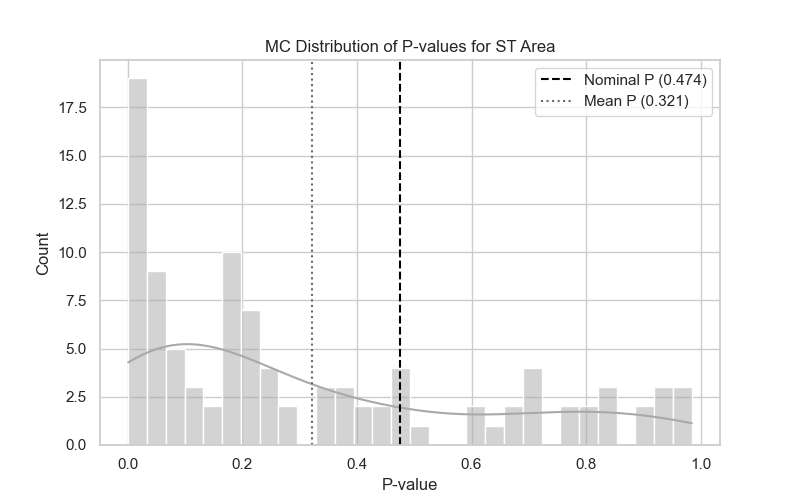 MC Distribution of P-values for ST Area
Nominal P (0.474)
Mean P (0.321)
Count
17.5
15.0
12.5
10.0
7.5
5.0
2.5
0.0
0.0 0.2 0.4 0.6 0.8 1.0
P-value